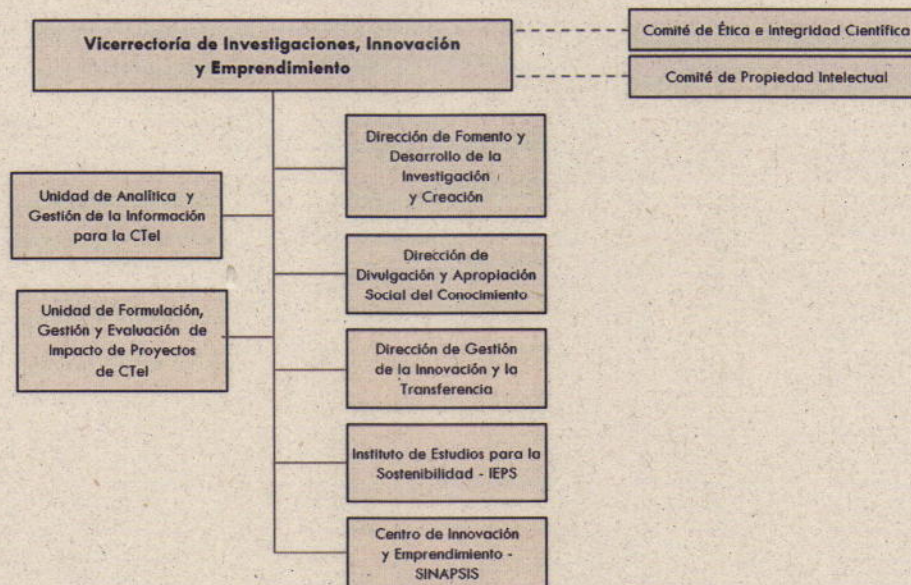 Vicerrectoría de Investigaciones, Innovación
y Emprendimiento
Comité de Ética e Integridad Científica
Comité de Propiedad Intelectual
Dirección de Fomento y
Desarrollo de la
Investigación
y Creación
Unidad de Analítica y
Gestión de la Información
para la CTeI
Dirección de
Divulgación y Apropiación
Social del Conocimiento
Unidad de Formulación,
Gestión y Evaluación de
Impacto de Proyectos
de CTeI
Dirección de Gestión
de la Innovación y la
Transferencia
Instituto de Estudios para la
Sostenibilidad - IEPS
Centro de Innovación
y Emprendimiento -
SINAPSIS